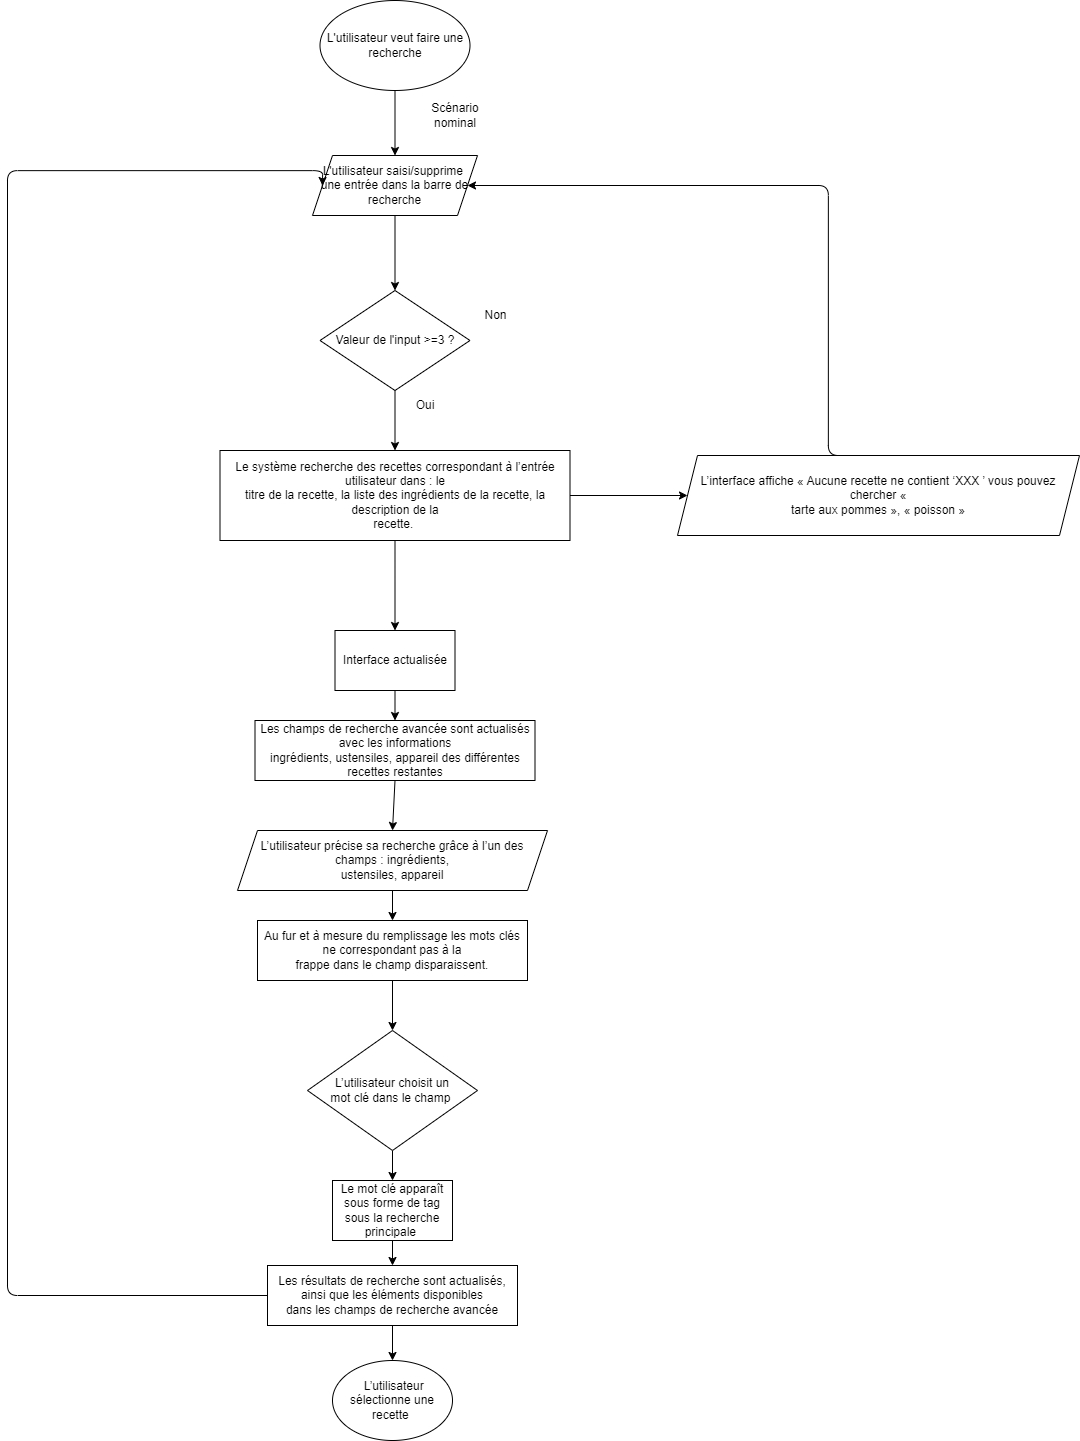 L'utilisateur veut faire une
recherche
Scénario
nominal
L'utilisateur saisi/supprime
une entrée dans la barre de
recherche
Non
Valeur de l'input >=3 ?
Oui
Le système recherche des recettes correspondant à l’entrée
utilisateur dans : le
titre de la recette, la liste des ingrédients de la recette, la
description de la
recette.
L’interface affiche « Aucune recette ne contient ‘XXX ’ vous pouvez
chercher «
tarte aux pommes », « poisson »
Interface actualisée
Les champs de recherche avancée sont actualisés
avec les informations
ingrédients, ustensiles, appareil des différentes
recettes restantes
L’utilisateur précise sa recherche grâce à l’un des
champs : ingrédients,
ustensiles, appareil
Au fur et à mesure du remplissage les mots clés
ne correspondant pas à la
frappe dans le champ disparaissent.
L’utilisateur choisit un
mot clé dans le champ
Le mot clé apparaît
sous forme de tag
sous la recherche
principale
Les résultats de recherche sont actualisés,
ainsi que les éléments disponibles
dans les champs de recherche avancée
L’utilisateur
sélectionne une
recette